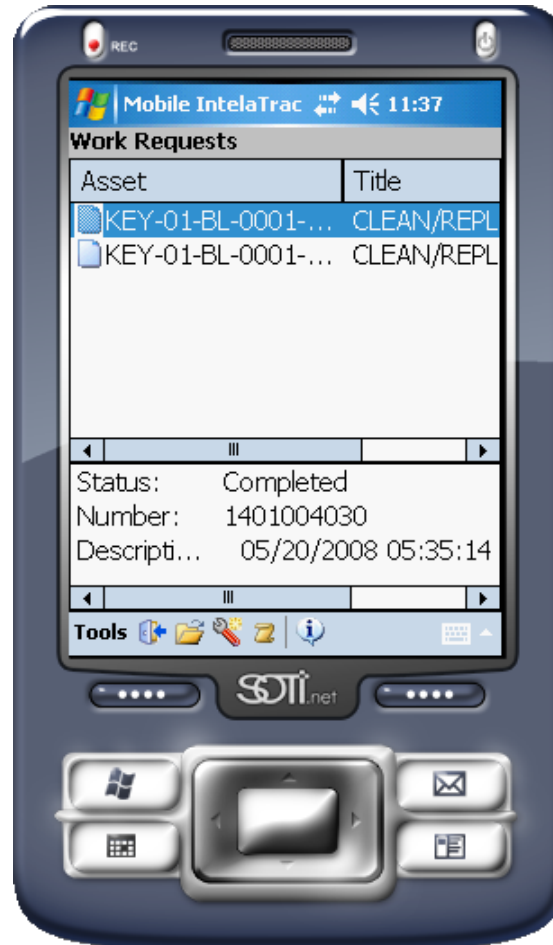 REC
Mobile IntelaTrac 11:37
Work Requests
Asset Title
KEY-01-BL-0001-... CLEAN/REPL
KEY-01-BL-0001-... CLEAN/REPL
Status: Completed
Number: 1401004030
Descripti... 05/20/2008 05:35:14
Tools
SOTI.net